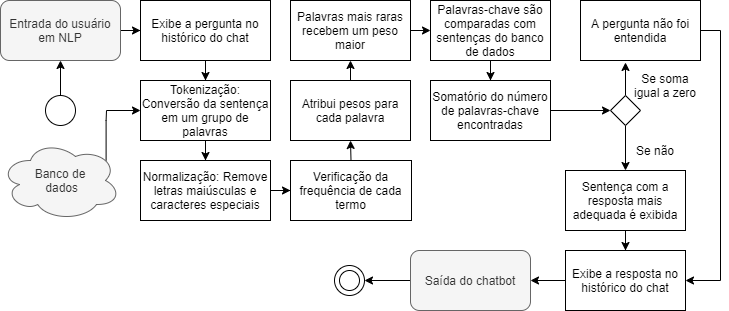 Entrada do usuário
em NLP
Exibe a pergunta no
histórico do chat
Tokenização:
Conversão da sentença
em um grupo de
palavras
Banco de
dados
Normalização: Remove
letras maiúsculas e
caracteres especiais
Verificação da
frequência de cada
termo
Atribui pesos para
cada palavra
Palavras mais raras
recebem um peso
maior
Palavras-chave são
comparadas com
sentenças do banco
de dados
Somatório do número
de palavras-chave
encontradas
A pergunta não foi
entendida
Se soma
igual a zero
Se não
Sentença com a
resposta mais
adequada é exibida
Exibe a resposta no
histórico do chat
Saída do chatbot